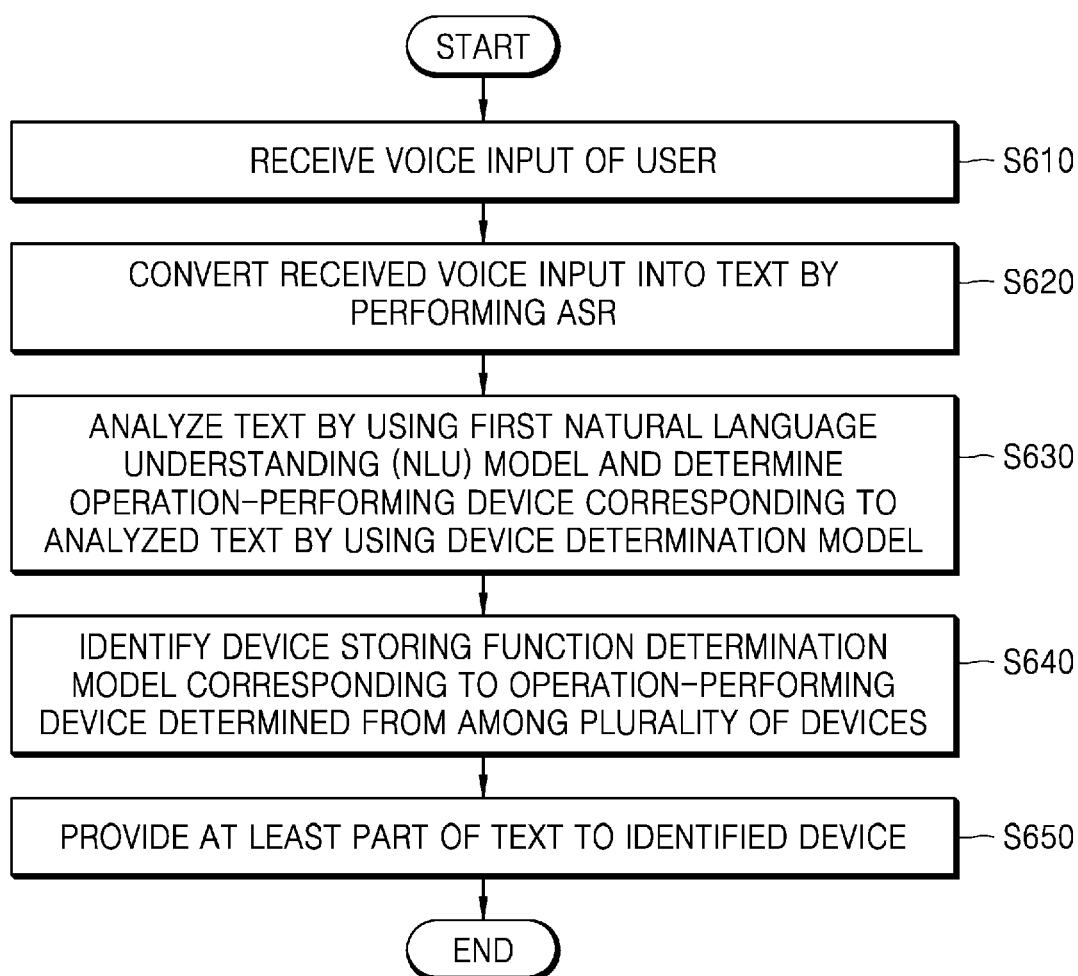 START
RECEIVE VOICE INPUT OF USER
S610
CONVERT RECEIVED VOICE INPUT INTO TEXT BY
PERFORMING ASR
S620
ANALYZE TEXT BY USING FIRST NATURAL LANGUAGE
UNDERSTANDING (NLU) MODEL AND DETERMINE
OPERATION-PERFORMING DEVICE CORRESPONDING TO
ANALYZED TEXT BY USING DEVICE DETERMINATION MODEL
S630
IDENTIFY DEVICE STORING FUNCTION DETERMINATION
MODEL CORRESPONDING TO OPERATION-PERFORMING
DEVICE DETERMINED FROM AMONG PLURALITY OF DEVICES
S640
PROVIDE AT LEAST PART OF TEXT TO IDENTIFIED DEVICE
S650
END